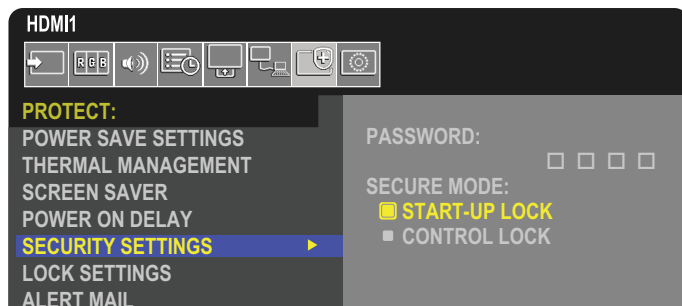 HDMI1
R G B
PROTECT:
POWER SAVE SETTINGS
THERMAL MANAGEMENT
SCREEN SAVER
POWER ON DELAY
SECURITY SETTINGS
LOCK SETTINGS
ALERT MAIL
PASSWORD:
SECURE MODE:
START-UP LOCK
CONTROL LOCK